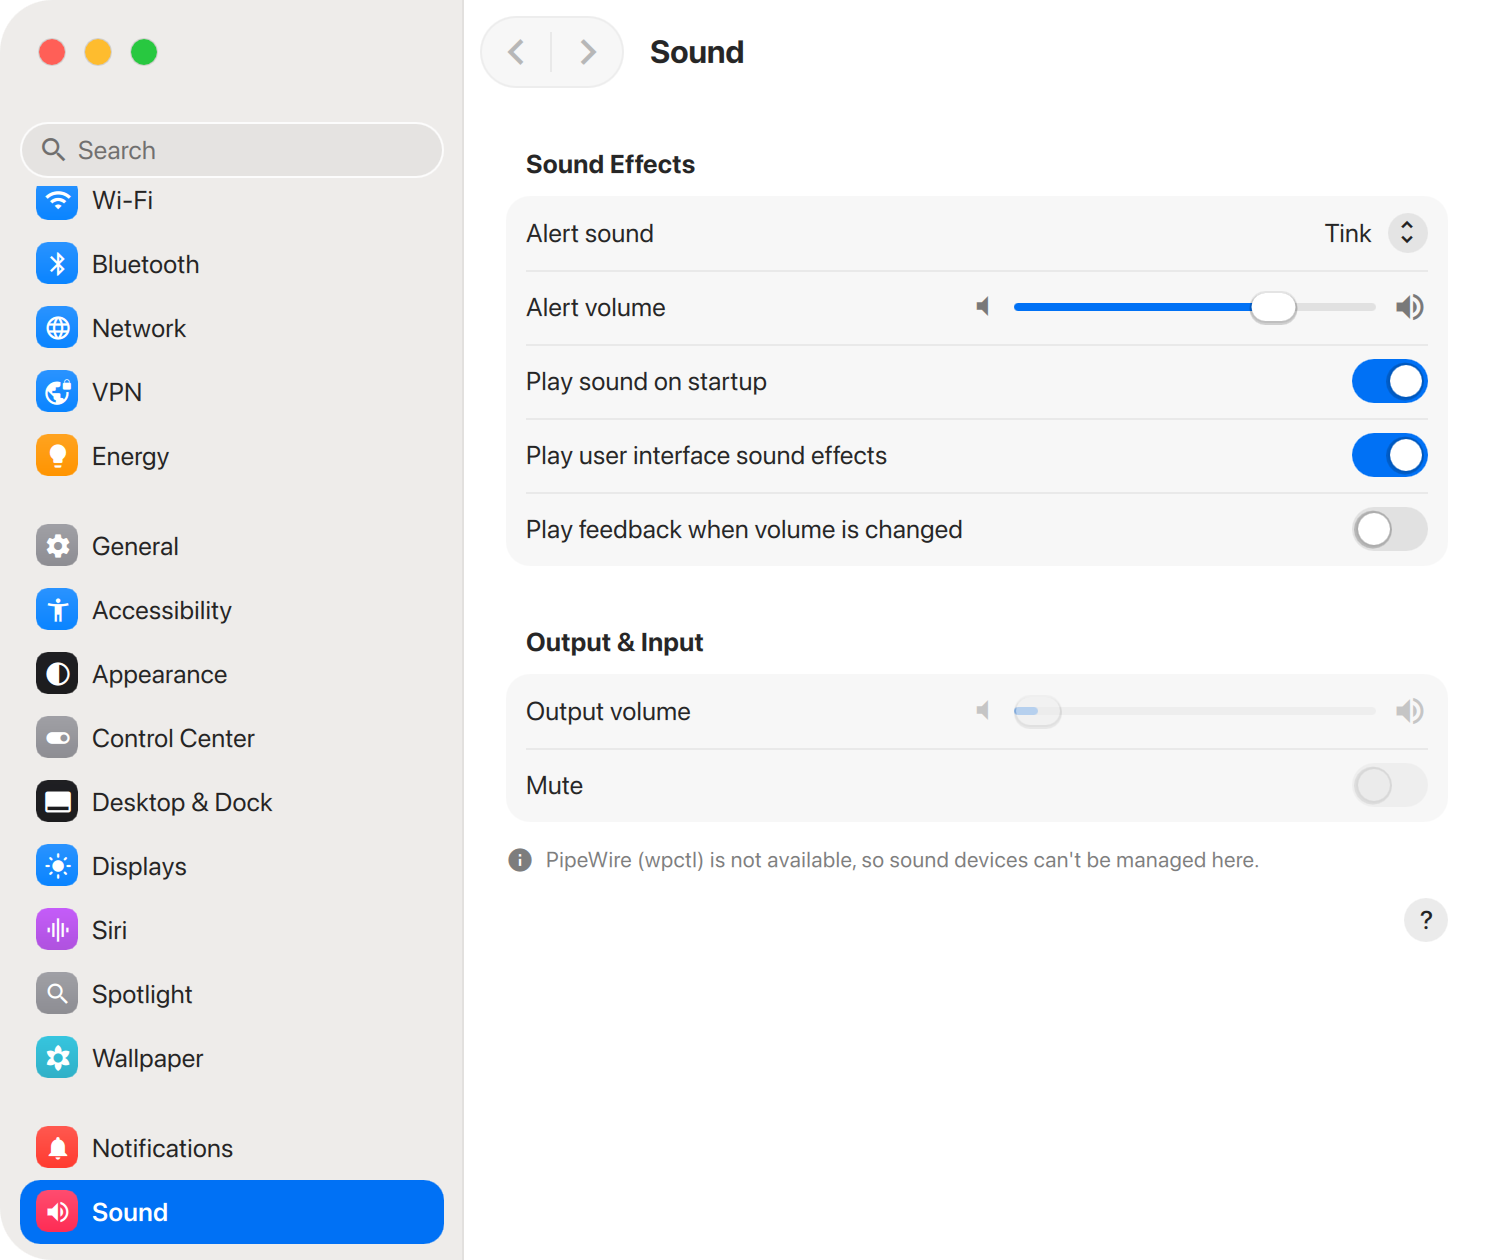 Search
Wi-Fi
Bluetooth
Network
VPN
Energy
General
Accessibility
Appearance
Control Center
Desktop & Dock
Displays
Siri
Spotlight
Wallpaper
Notifications
Sound
Sound
Sound Effects
Alert sound Tink
Alert volume
Play sound on startup
Play user interface sound effects
Play feedback when volume is changed
Output & Input
Output volume
Mute
PipeWire (wpctl) is not available, so sound devices can't be managed here.
?